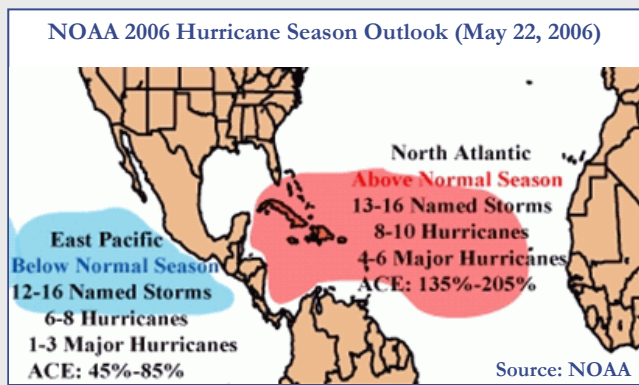 NOAA 2006 Hurricane Season Outlook (May 22, 2006)
North Atlantic
Above Normal Season
13-16 Named Storms
8-10 Hurricanes
4-6 Major Hurricanes
ACE: 135%-205%
East Pacific
Below Normal Season
12-16 Named Storms
6-8 Hurricanes
1-3 Major Hurricanes
ACE: 45%-85%
Source: NOAA